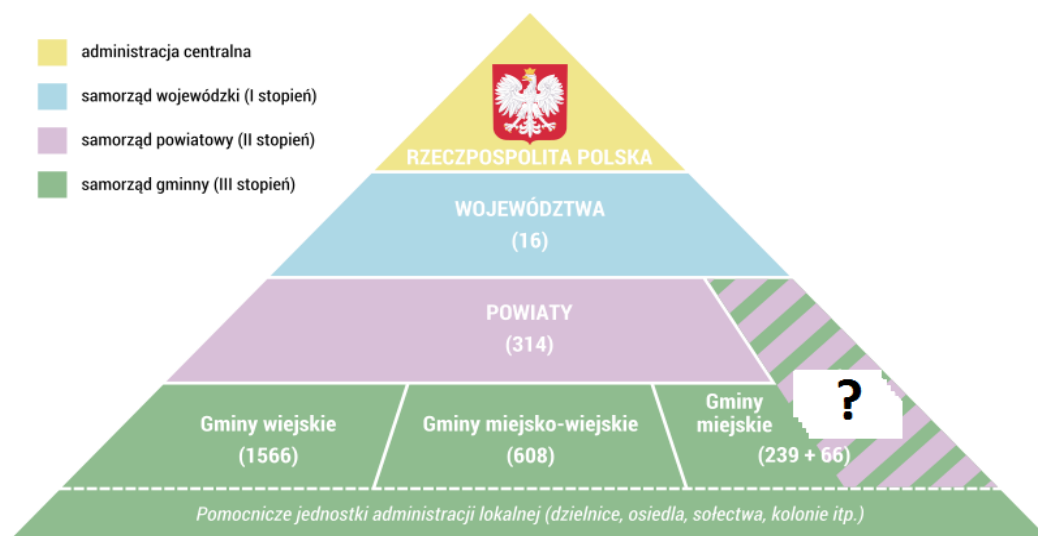 administracja centralna
samorząd wojewódzki (I stopień)
samorząd powiatowy (II stopień)
samorząd gminny (III stopień)
RZECZPOSPOLITA POLSKA
WOJEWÓDZTWA
(16)
POWIATY
(314)
?
Gminy wiejskie
(1566)
Gminy miejsko-wiejskie
(608)
Gminy
miejskie
(239 + 66)
Pomocnicze jednostki administracji lokalnej (dzielnice, osiedla, sołectwa, kolonie itp.)